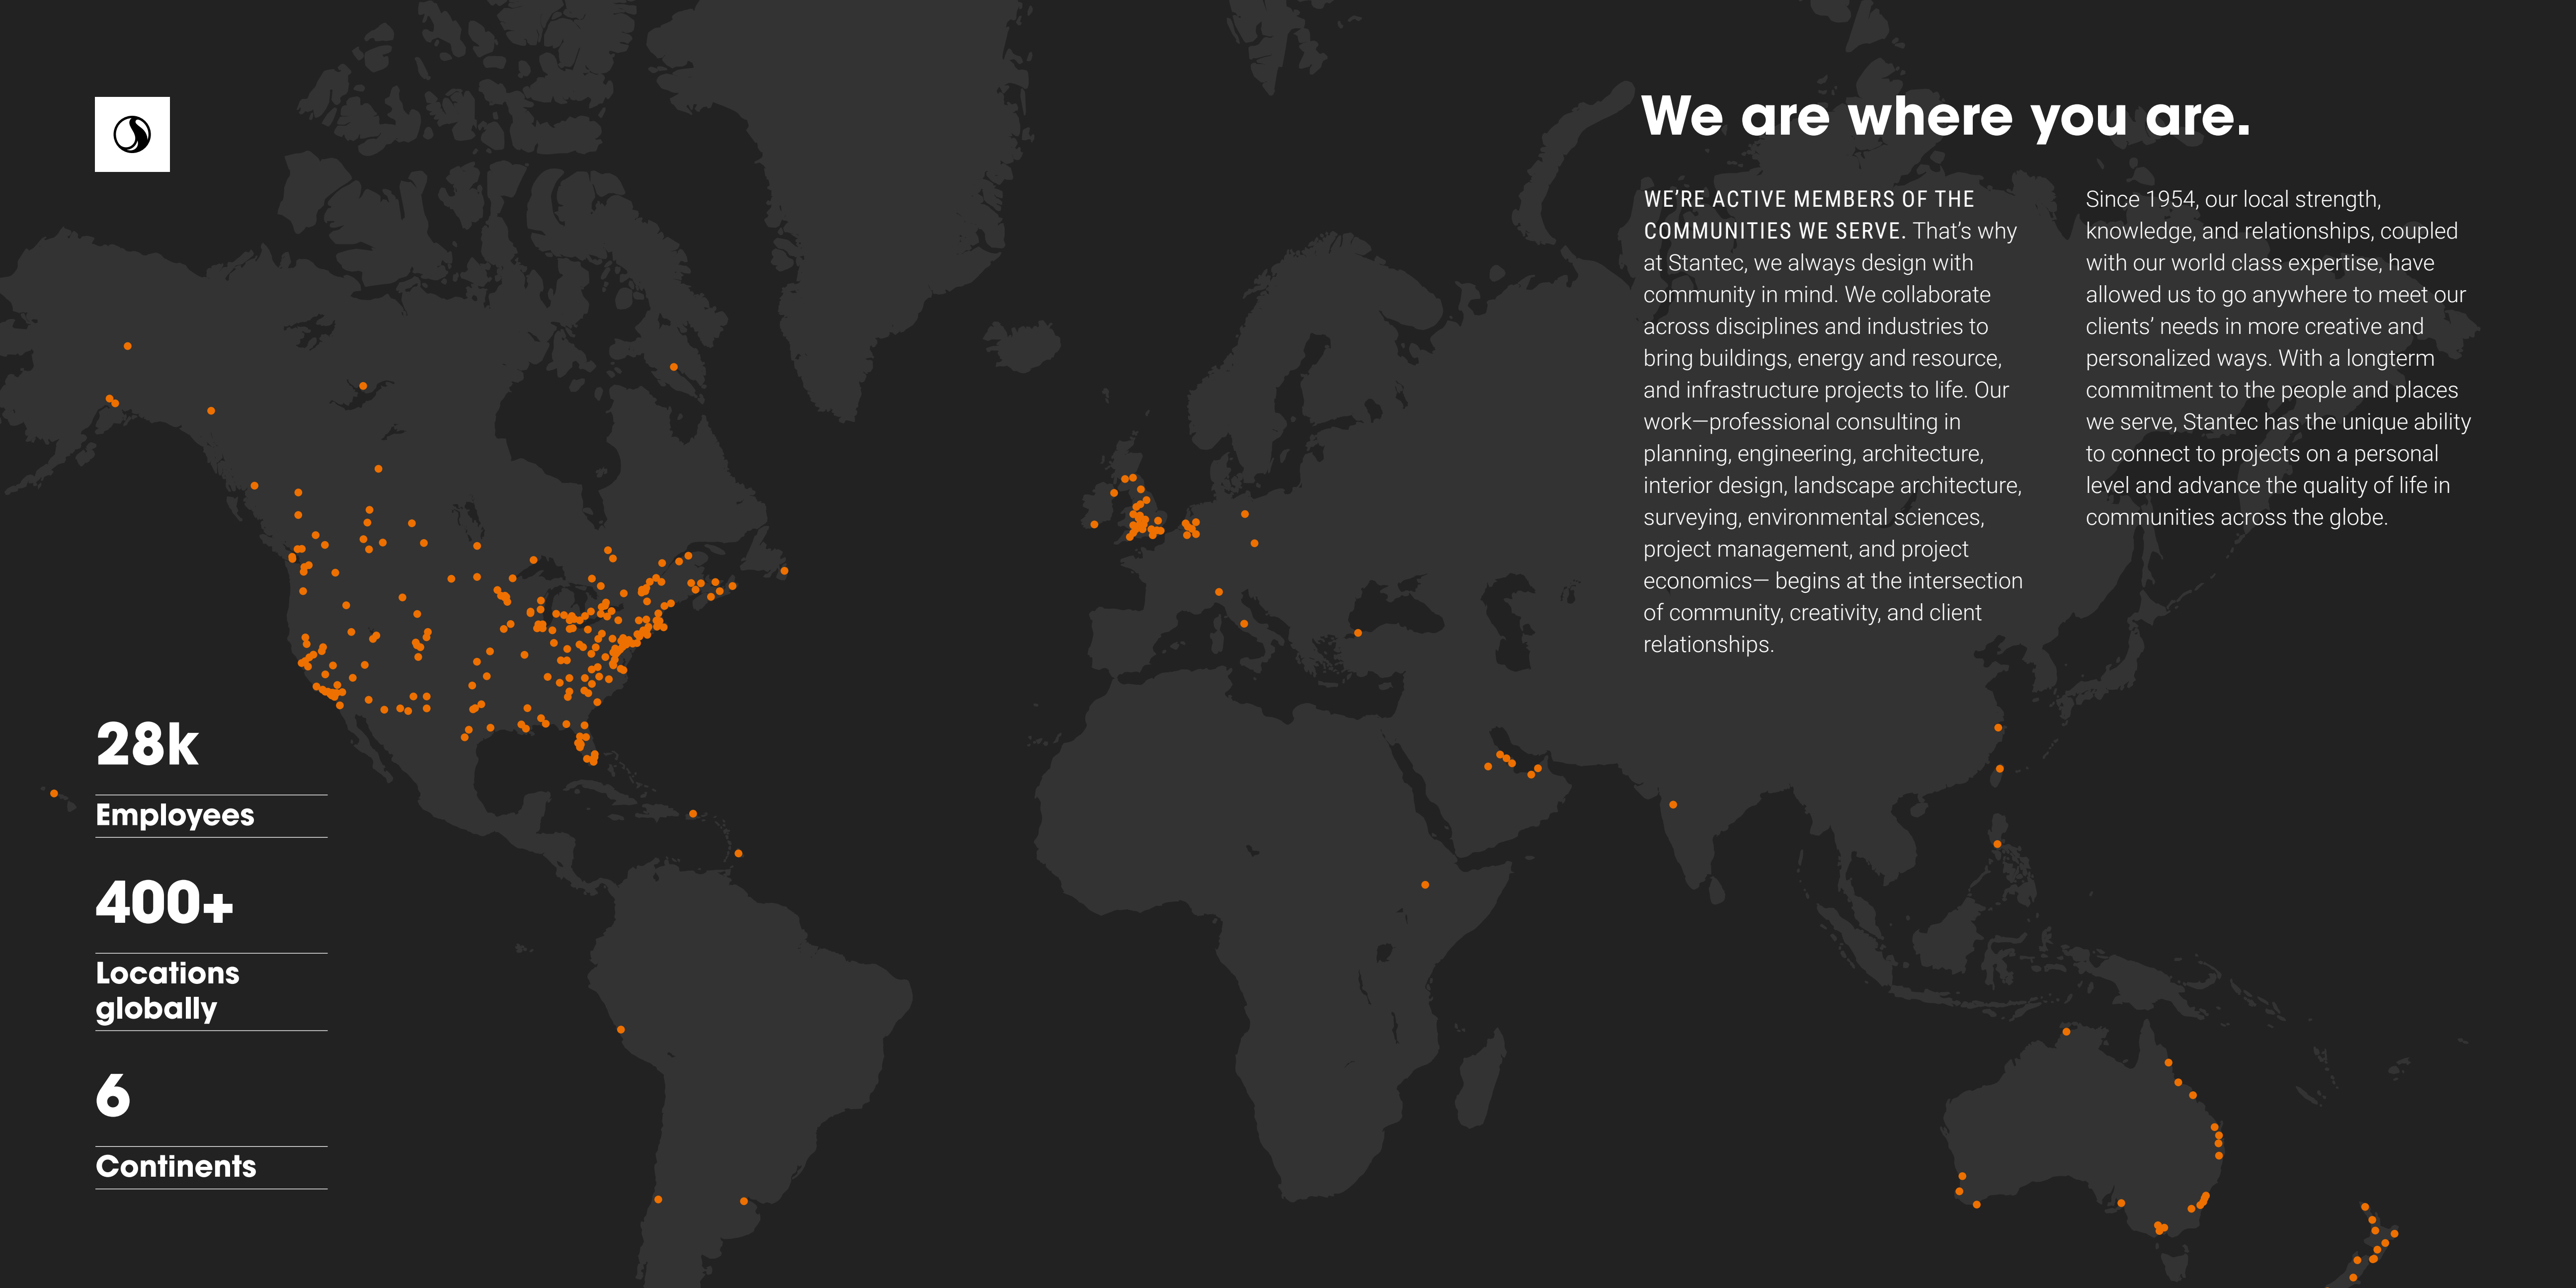 We are where you are.
WE’RE ACTIVE MEMBERS OF THE
COMMUNITIES WE SERVE. That’s why
at Stantec, we always design with
community in mind. We collaborate
across disciplines and industries to
bring buildings, energy and resource,
and infrastructure projects to life. Our
work—professional consulting in
planning, engineering, architecture,
interior design, landscape architecture,
surveying, environmental sciences,
project management, and project
economics— begins at the intersection
of community, creativity, and client
relationships.
Since 1954, our local strength,
knowledge, and relationships, coupled
with our world class expertise, have
allowed us to go anywhere to meet our
clients’ needs in more creative and
personalized ways. With a longterm
commitment to the people and places
we serve, Stantec has the unique ability
to connect to projects on a personal
level and advance the quality of life in
communities across the globe.
28k
Employees
400+
Locations
globally
6
Continents